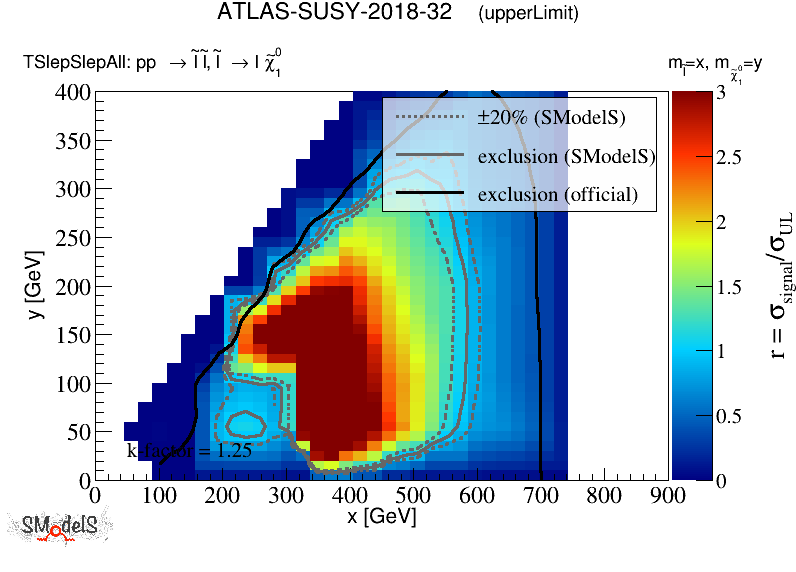 ATLAS-SUSY-2018-32 (upperLimit)
TSlepSlepAll: pp → l̃ l̃, l̃ → l χ̃₁⁰
m_l̃=x, m_χ̃₁⁰=y
±20% (SModelS)
exclusion (SModelS)
exclusion (official)
400
350
300
250
200
150
100
50
0
y [GeV]
k-factor = 1.25
0 100 200 300 400 500 600 700 800 900
x [GeV]
3
2.5
2
1.5
1
0.5
0
r = σ_signal/σ_UL
SModelS